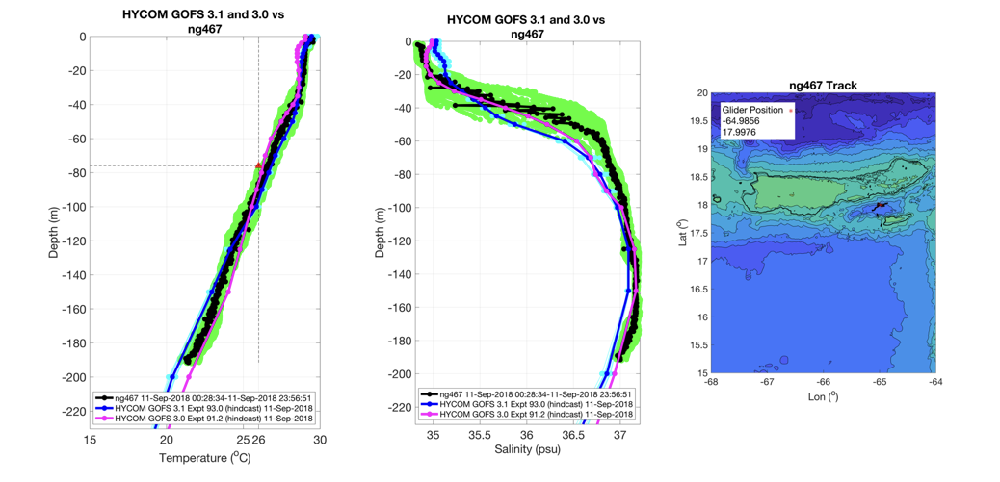 HYCOM GOFS 3.1 and 3.0 vs
ng467
0
-20
-40
-60
-80
-100
-120
-140
-160
-180
-200
-220
Depth (m)
ng467 11-Sep-2018 00:28:34-11-Sep-2018 23:56:51
HYCOM GOFS 3.1 Expt 93.0 (hindcast) 11-Sep-2018
HYCOM GOFS 3.0 Expt 91.2 (hindcast) 11-Sep-2018
15 20 25 26 30
Temperature (°C)
HYCOM GOFS 3.1 and 3.0 vs
ng467
0
-20
-40
-60
-80
-100
-120
-140
-160
-180
-200
-220
Depth (m)
ng467 11-Sep-2018 00:28:34-11-Sep-2018 23:56:51
HYCOM GOFS 3.1 Expt 93.0 (hindcast) 11-Sep-2018
HYCOM GOFS 3.0 Expt 91.2 (hindcast) 11-Sep-2018
35 35.5 36 36.5 37
Salinity (psu)
ng467 Track
Glider Position
-64.9856
17.9976
20
19.5
19
18.5
18
17.5
17
16.5
16
15.5
15
Lat (°)
-68 -67 -66 -65 -64
Lon (°)